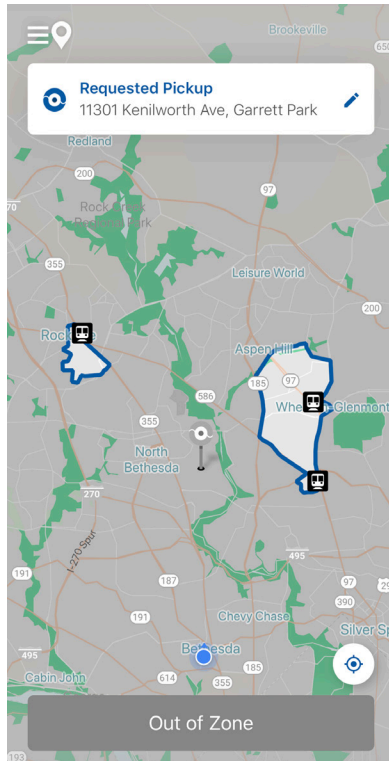 Brookeville
650
Requested Pickup
11301 Kenilworth Ave, Garrett Park
Redland
200
97
70
Rock Creek
Regional Park
355
Leisure World
200
Rockville
Aspen Hill
185
97
586
Glenmont
355
North
Bethesda
270
I-270 Spur
495
191
187
97
29
390
191
Chevy Chase
Silver Sp
495
Bethesda
185
Cabin John
614
355
Out of Zone
193